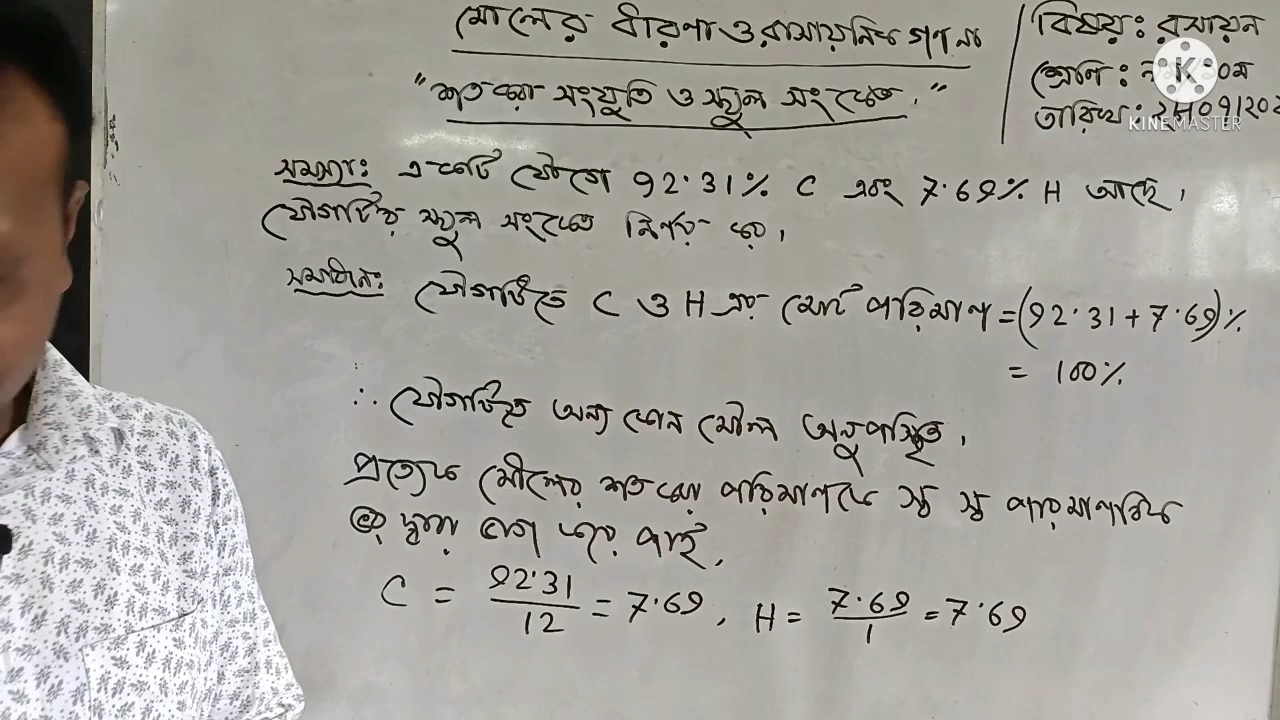 মোলের ধারণা ও রাসায়নিক গণনা
"শতকরা সংযুতি ও স্থূল সংকেত।"
বিষয়: রসায়ন
শ্রেণি:
তারিখ:
KINEMASTER
সমস্যা: একটি যৌগে 92.31% C এবং 7.69% H আছে।
যৌগটির স্থূল সংকেত নির্ণয় কর।
সমাধান: যৌগটিতে C ও H এর মোট পরিমাণ = (92.31 + 7.69)%
= 100%
∴ যৌগটিতে অন্য কোন মৌল অনুপস্থিত।
প্রত্যেক মৌলের শতকরা পরিমাণকে স্ব স্ব পারমাণবিক
ভর দ্বারা ভাগ করে পাই,
C = 92.31/12 = 7.69, H = 7.69/1 = 7.69